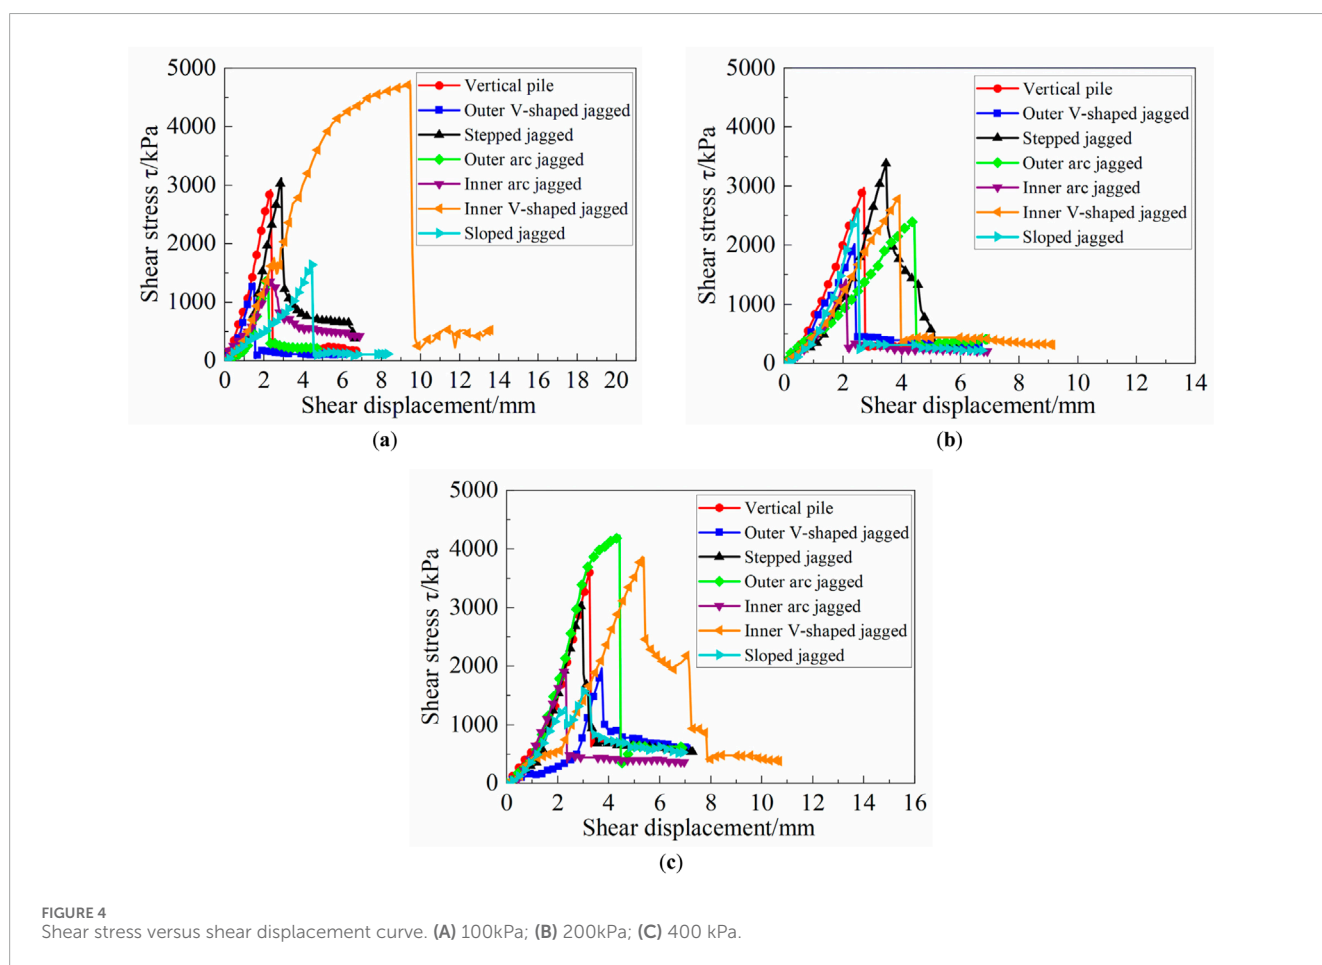 5000
4000
3000
2000
1000
0
Shear stress τ/kPa
Vertical pile
Outer V-shaped jagged
Stepped jagged
Outer arc jagged
Inner arc jagged
Inner V-shaped jagged
Sloped jagged
0 2 4 6 8 10 12 14 16 18 20
Shear displacement/mm
(a)
5000
4000
3000
2000
1000
0
Shear stress τ/kPa
Vertical pile
Outer V-shaped jagged
Stepped jagged
Outer arc jagged
Inner arc jagged
Inner V-shaped jagged
Sloped jagged
0 2 4 6 8 10 12 14
Shear displacement/mm
(b)
5000
4000
3000
2000
1000
0
Shear stress τ/kPa
Vertical pile
Outer V-shaped jagged
Stepped jagged
Outer arc jagged
Inner arc jagged
Inner V-shaped jagged
Sloped jagged
0 2 4 6 8 10 12 14 16
Shear displacement/mm
(c)
FIGURE 4
Shear stress versus shear displacement curve. (A) 100kPa; (B) 200kPa; (C) 400 kPa.